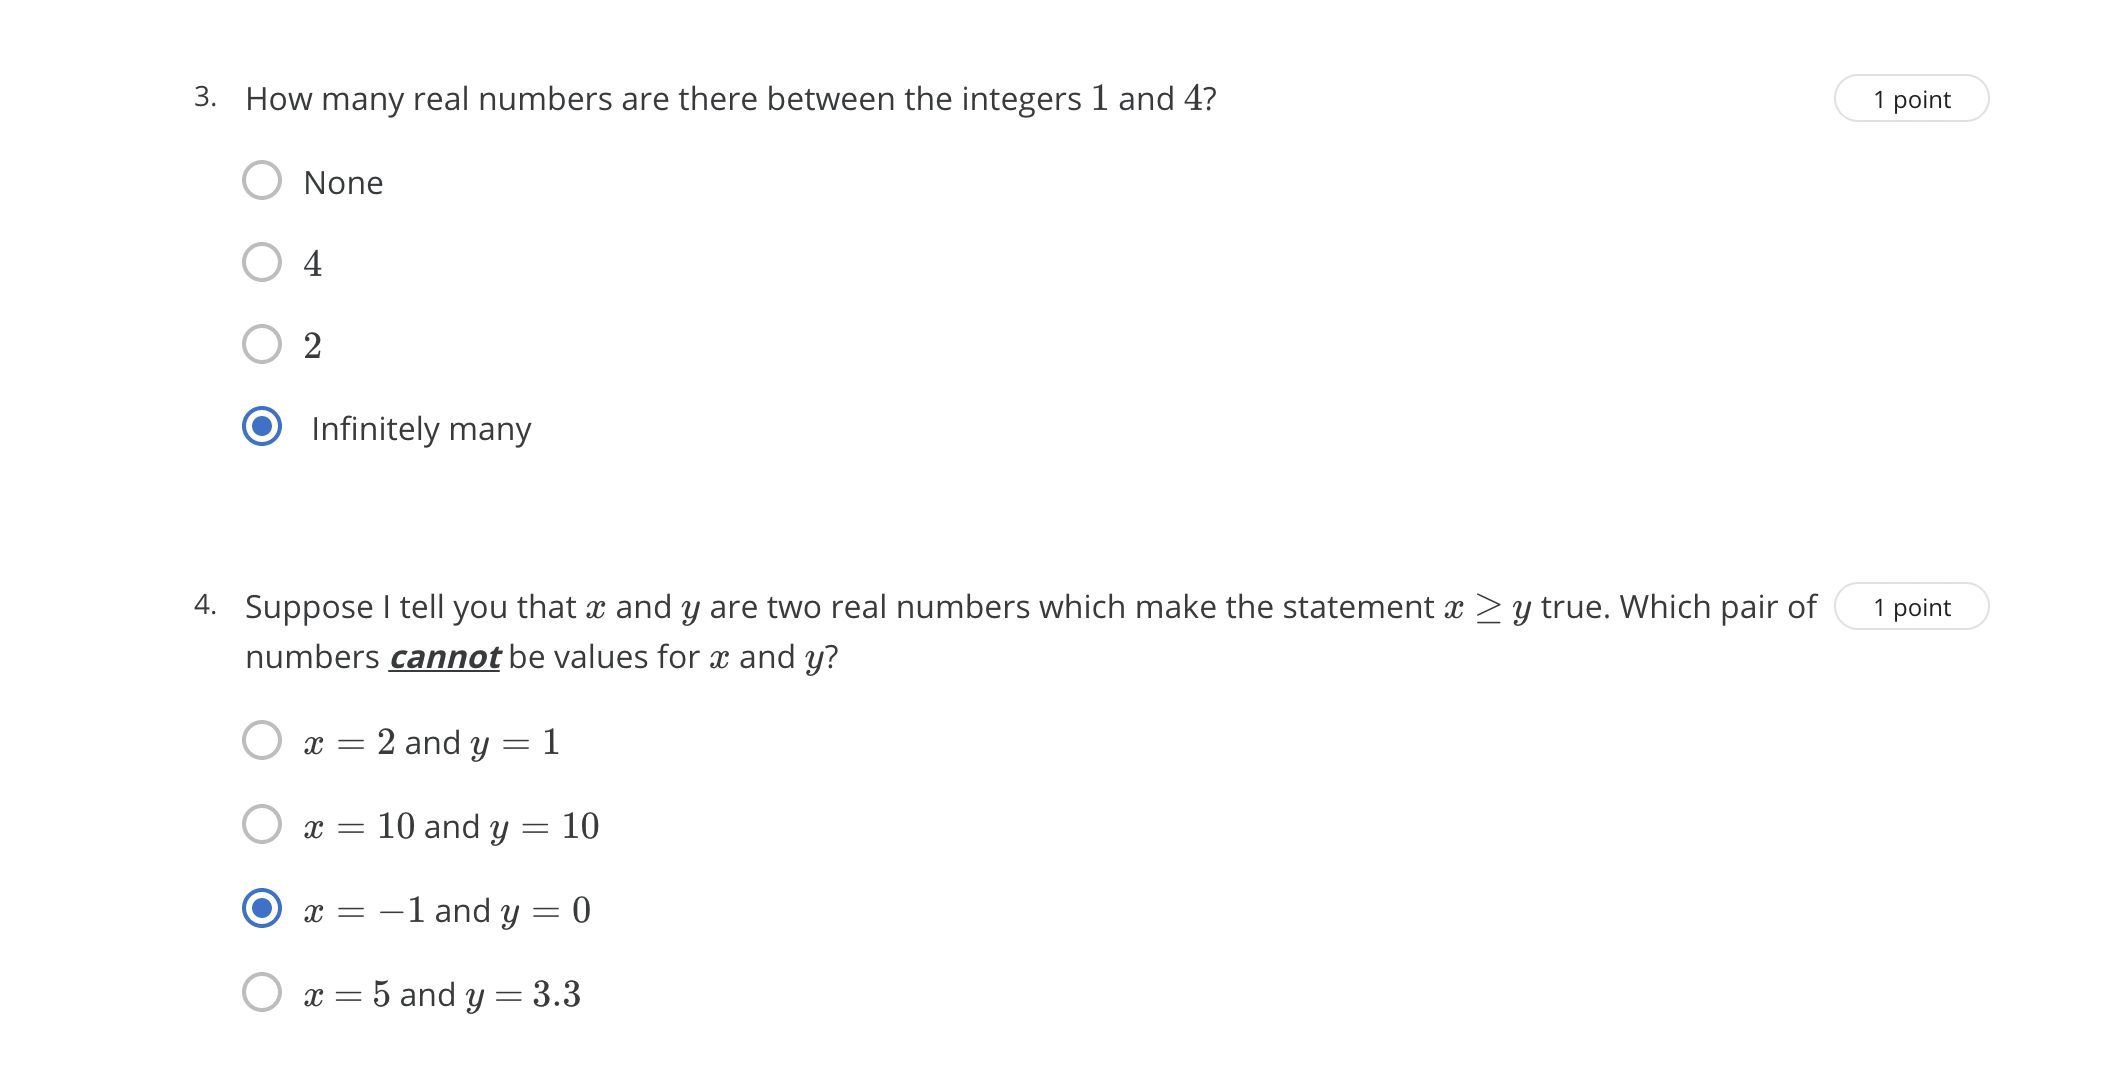 3. How many real numbers are there between the integers 1 and 4? 1 point
None
4
2
Infinitely many
4. Suppose I tell you that x and y are two real numbers which make the statement x ≥ y true. Which pair of 1 point
numbers cannot be values for x and y?
x = 2 and y = 1
x = 10 and y = 10
x = −1 and y = 0
x = 5 and y = 3.3